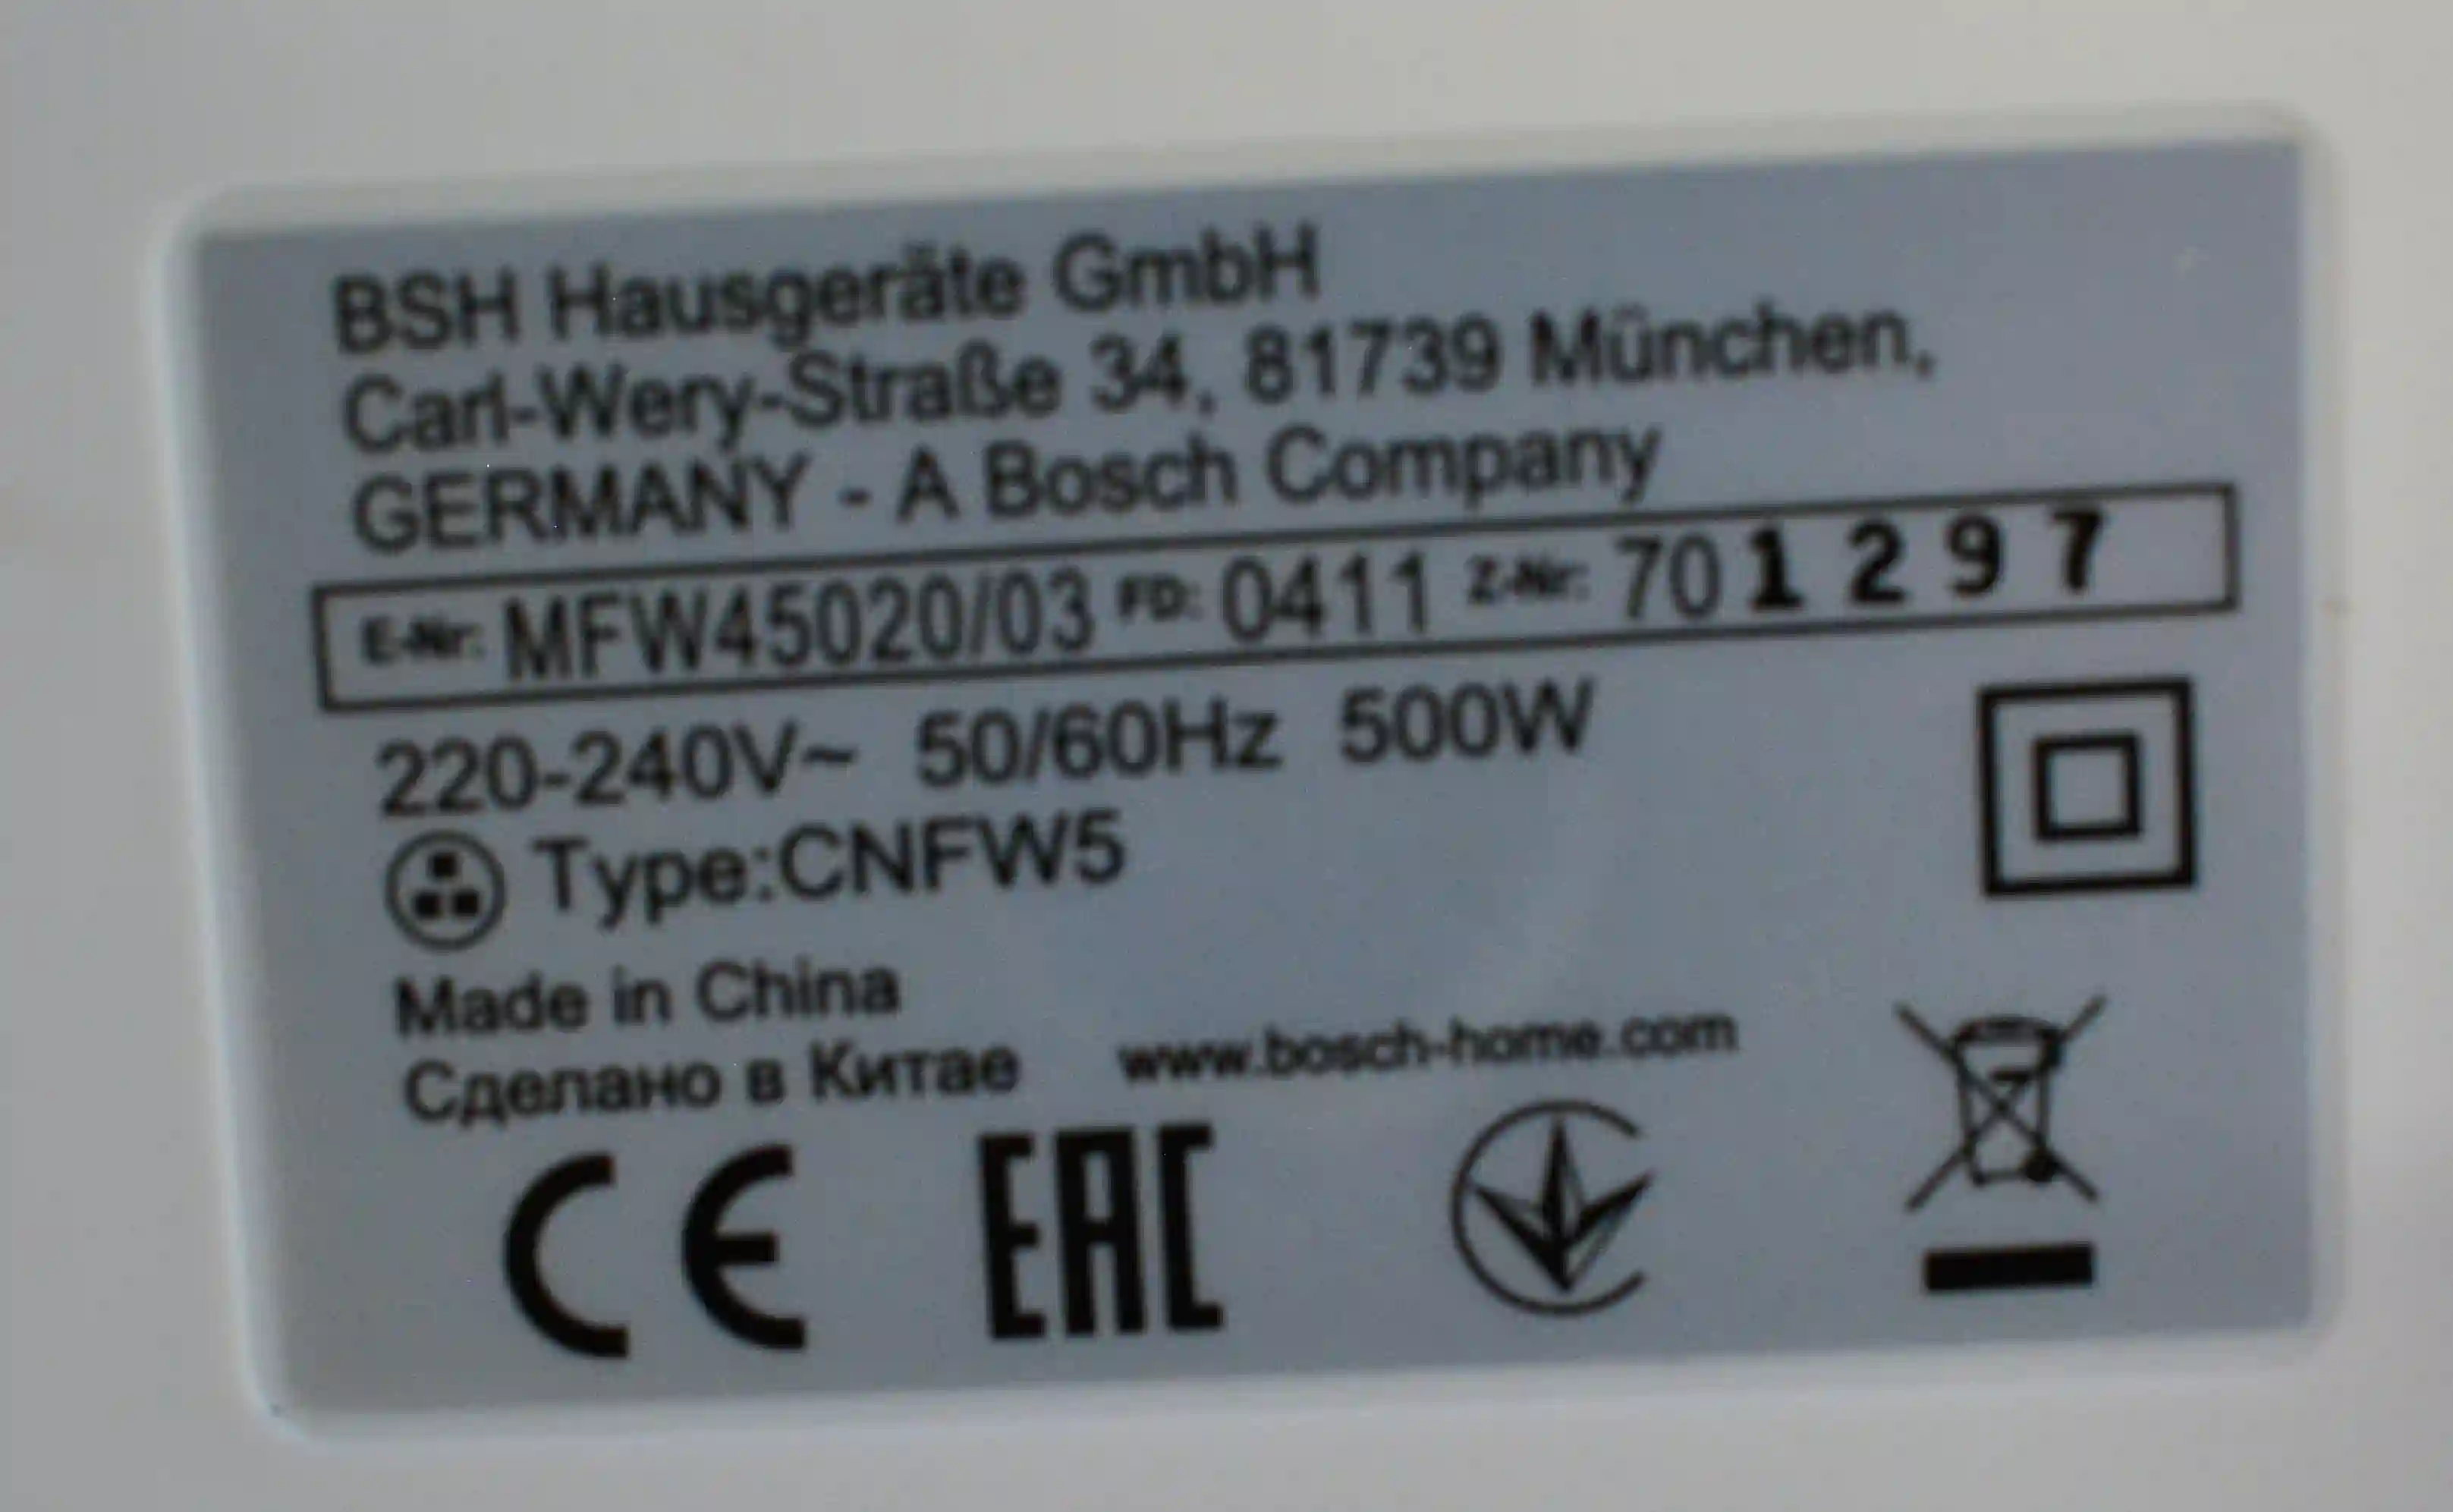 BSH Hausgeräte GmbH
Carl-Wery-Straße 34, 81739 München,
GERMANY - A Bosch Company
E-Nr: MFW45020/03 FD: 0411 Z-Nr: 701297
220-240V~ 50/60Hz 500W
Type:CNFW5
Made in China
Сделано в Китае www.bosch-home.com
CE EAC